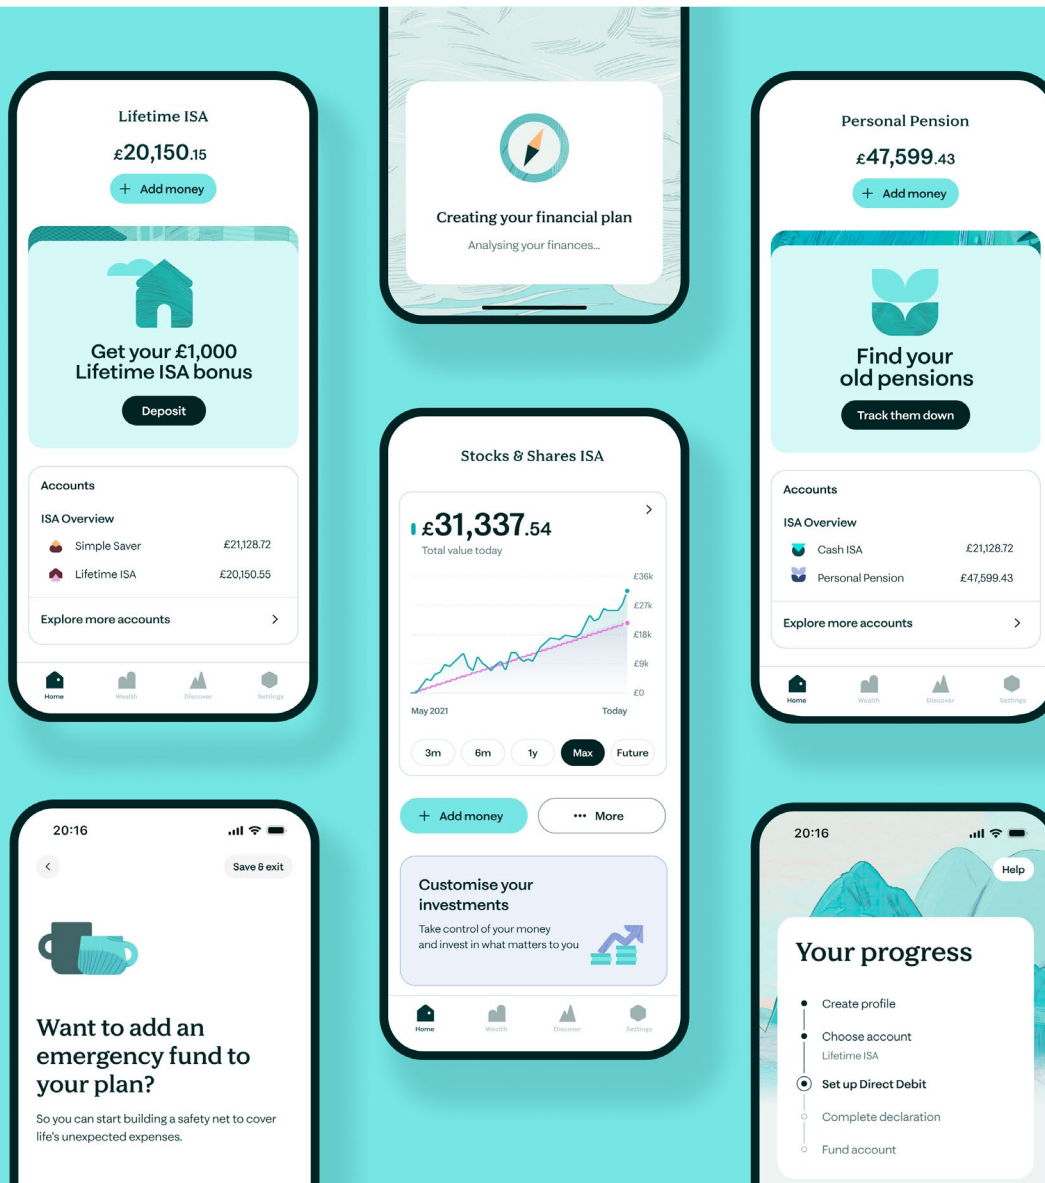 Lifetime ISA
£20,150.15
+ Add money
Get your £1,000
Lifetime ISA bonus
Deposit
Accounts
ISA Overview
Simple Saver £21,128.72
Lifetime ISA £20,150.55
Explore more accounts
Home Wealth Discover Settings
Creating your financial plan
Analysing your finances...
Personal Pension
£47,599.43
+ Add money
Find your
old pensions
Track them down
Accounts
ISA Overview
Cash ISA £21,128.72
Personal Pension £47,599.43
Explore more accounts
Home Wealth Discover Settings
Stocks & Shares ISA
£31,337.54
Total value today
£36k
£27k
£18k
£9k
£0
May 2021 Today
3m 6m 1y Max Future
+ Add money ••• More
Customise your
investments
Take control of your money
and invest in what matters to you
Home Wealth Discover Settings
20:16
Save & exit
Want to add an
emergency fund to
your plan?
So you can start building a safety net to cover
life's unexpected expenses.
20:16
Help
Your progress
Create profile
Choose account
Lifetime ISA
Set up Direct Debit
Complete declaration
Fund account